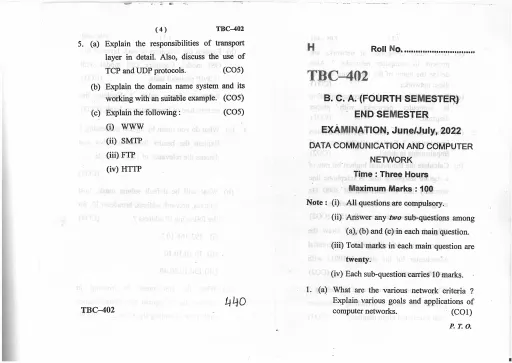 ( 4 ) TBC-402
5. (a) Explain the responsibilities of transport
layer in detail. Also, discuss the use of
TCP and UDP protocols. (CO5)
(b) Explain the domain name system and its
working with an suitable example. (CO5)
(c) Explain the following : (CO5)
(i) WWW
(ii) SMTP
(iii) FTP
(iv) HTTP
TBC-402
440
H Roll No. ................................
TBC-402
B. C. A. (FOURTH SEMESTER)
END SEMESTER
EXAMINATION, June/July, 2022
DATA COMMUNICATION AND COMPUTER
NETWORK
Time : Three Hours
Maximum Marks : 100
Note : (i) All questions are compulsory.
(ii) Answer any two sub-questions among
(a), (b) and (c) in each main question.
(iii) Total marks in each main question are
twenty.
(iv) Each sub-question carries 10 marks.
1. (a) What are the various network criteria ?
Explain various goals and applications of
computer networks. (CO1)
P. T. O.